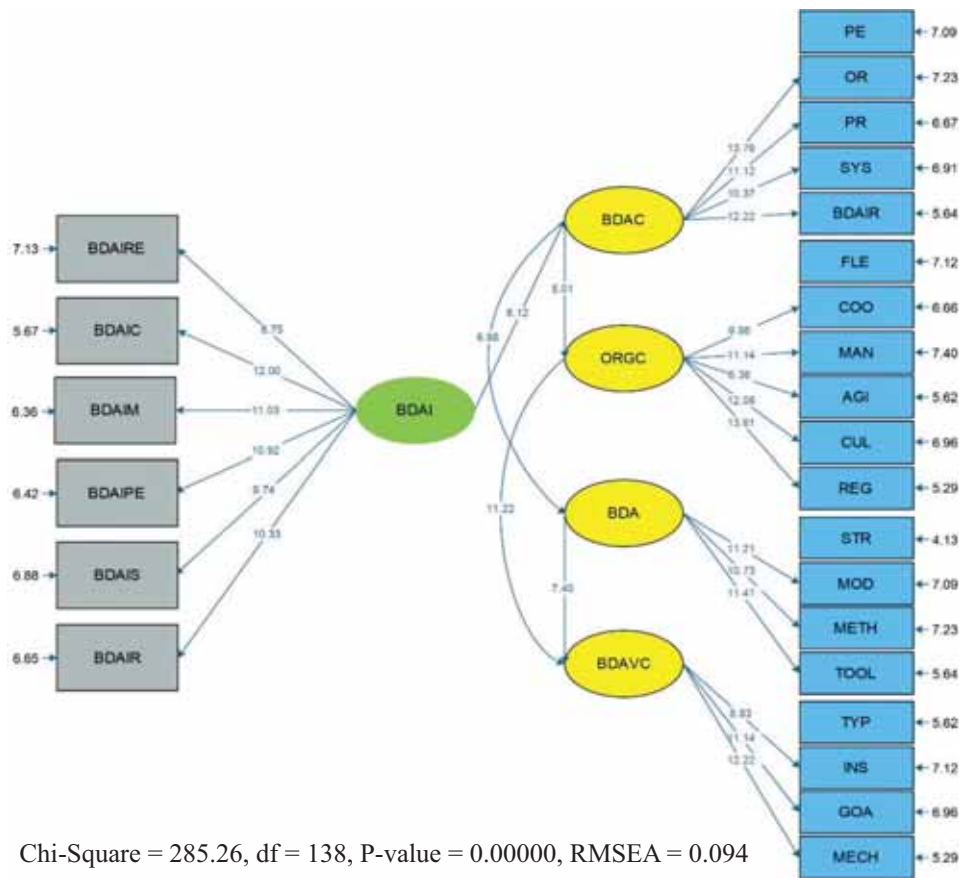 PE 7.09
OR 7.23
PR 6.67
SYS 6.91
BDAIR 5.64
FLE 7.12
COO 6.66
MAN 7.40
AGI 5.62
CUL 6.96
REG 5.29
STR 4.13
MOD 7.09
METH 7.23
TOOL 5.64
TYP 5.62
INS 7.12
GOA 6.96
MECH 5.29
BDAC
ORGC
BDA
BDAVC
11.12
10.37
12.22
11.14
11.21
10.73
11.41
11.14
12.22
8.12
11.22
BDAI
12.00
11.03
10.92
10.33
7.13 BDAIRE
5.67 BDAIC
6.36 BDAIM
6.42 BDAIPE
6.88 BDAIS
6.65 BDAIR
Chi-Square = 285.26, df = 138, P-value = 0.00000, RMSEA = 0.094